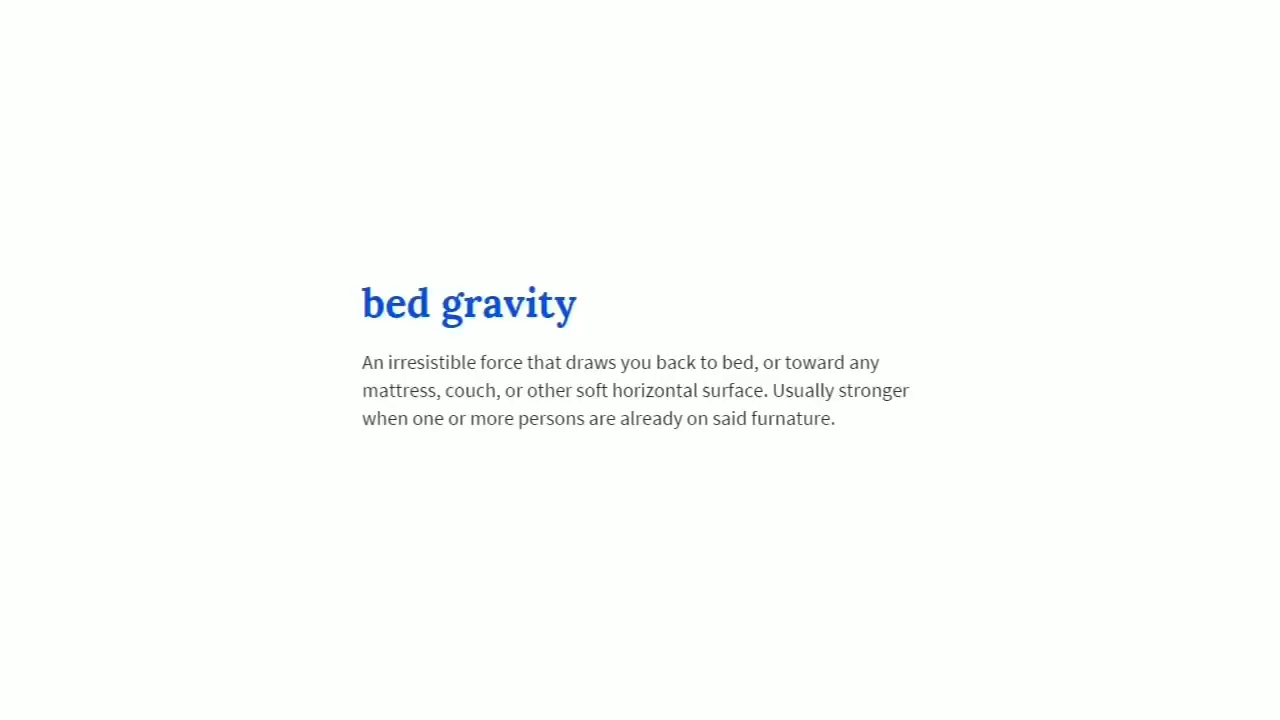 bed gravity
An irresistible force that draws you back to bed, or toward any
mattress, couch, or other soft horizontal surface. Usually stronger
when one or more persons are already on said furnature.